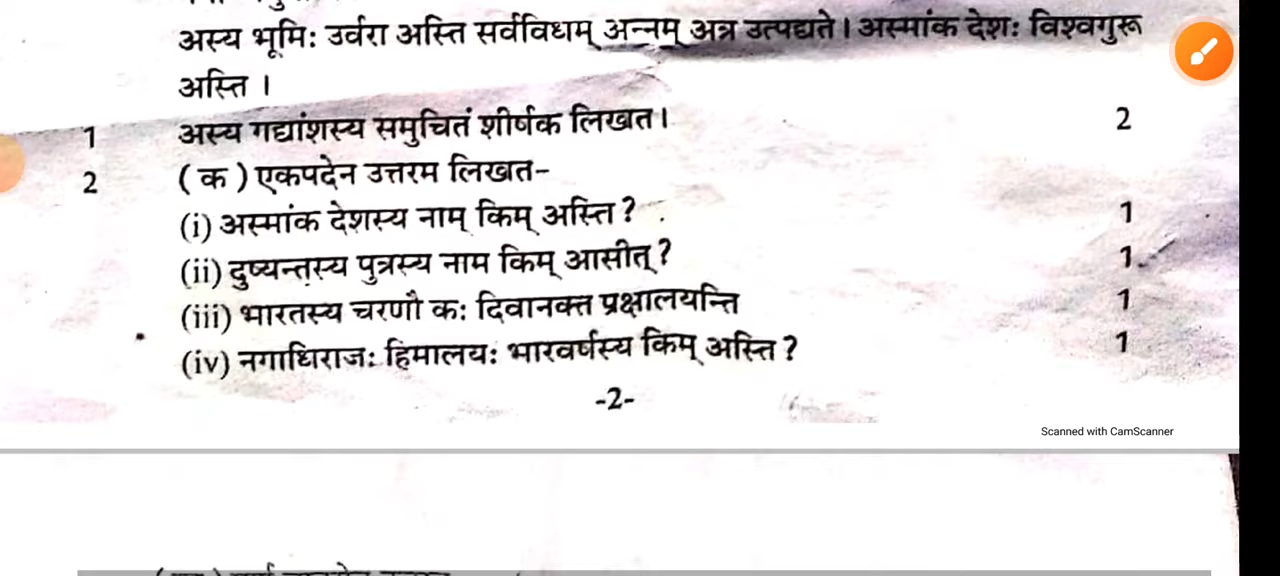 अस्य भूमिः उर्वरा अस्ति सर्वविधम् अन्नम् अत्र उत्पद्यते । अस्मांक देशः विश्वगुरू
अस्ति ।
1 अस्य गद्यांशस्य समुचितं शीर्षक लिखत। 2
2 (क) एकपदेन उत्तरम लिखत-
(i) अस्मांक देशस्य नाम् किम् अस्ति ? 1
(ii) दुष्यन्तस्य पुत्रस्य नाम किम् आसीत् ? 1
(iii) भारतस्य चरणौ कः दिवानक्त प्रक्षालयन्ति 1
(iv) नगाधिराजः हिमालयः भारवर्षस्य किम् अस्ति ? 1
-2-
Scanned with CamScanner